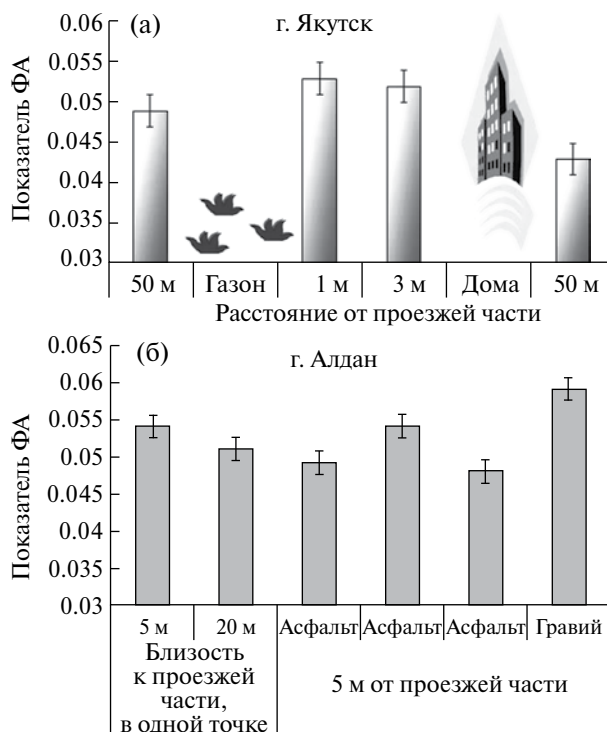 (а) г. Якутск
Показатель ФА
0.06
0.055
0.05
0.045
0.04
0.035
0.03
50 м Газон 1 м 3 м Дома 50 м
Расстояние от проезжей части
(б) г. Алдан
Показатель ФА
0.065
0.06
0.055
0.05
0.045
0.04
0.035
0.03
5 м 20 м Асфальт Асфальт Асфальт Гравий
Близость
к проезжей
части,
в одной точке
5 м от проезжей части